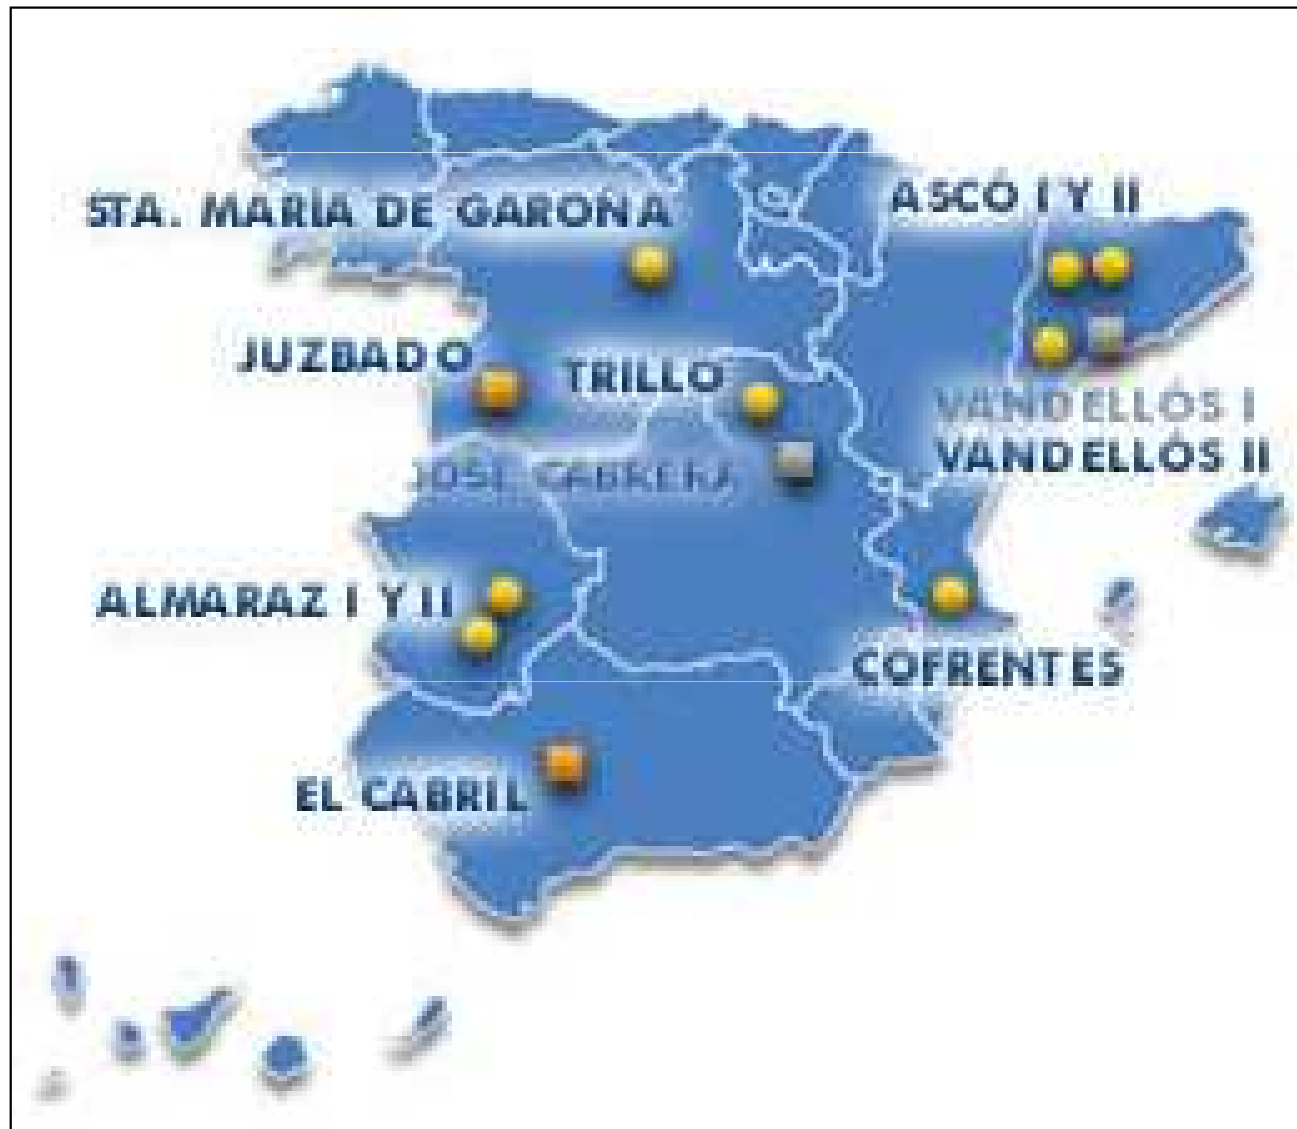 STA. MARÍA DE GAROÑA
ASCÓ I Y II
JUZBADO
TRILLO
VANDELLÓS I
VANDELLÓS II
JOSÉ CABRERA
ALMARAZ I Y II
COFRENTES
EL CABRIL